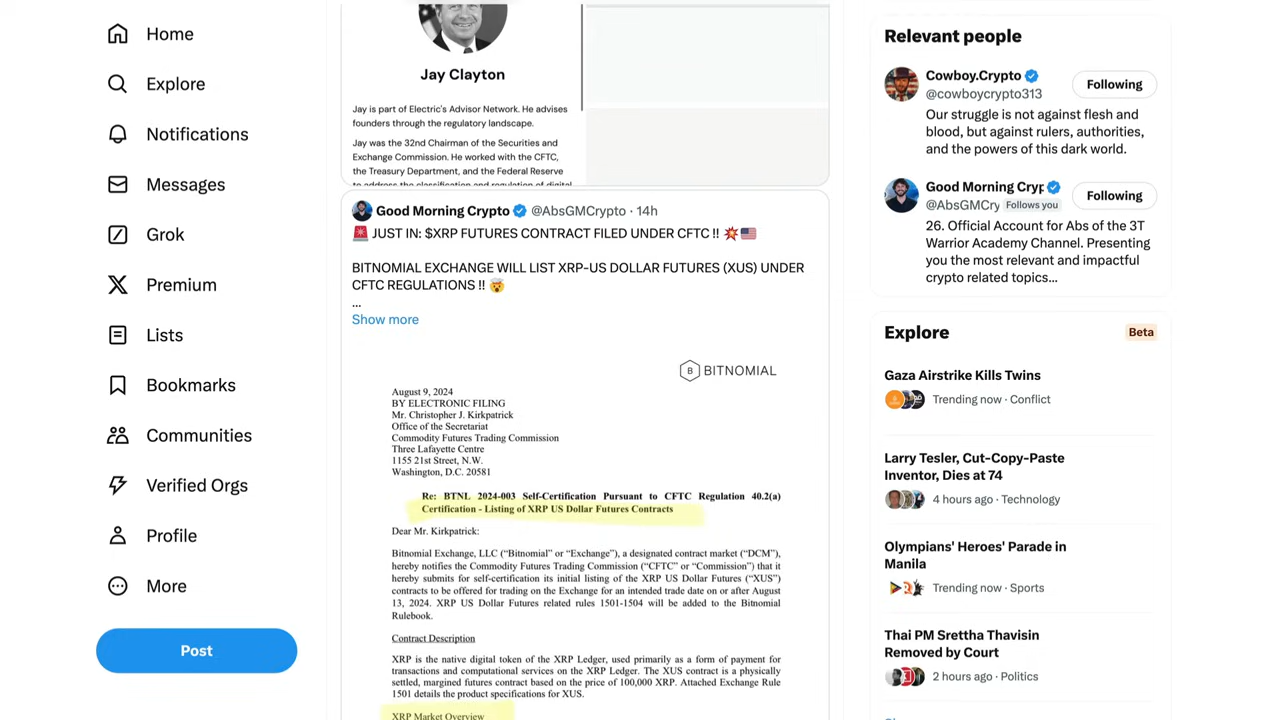 Home
Explore
Notifications
Messages
Grok
Premium
Lists
Bookmarks
Communities
Verified Orgs
Profile
More
Post
Jay Clayton
Jay is part of Electric's Advisor Network. He advises
founders through the regulatory landscape.
Jay was the 32nd Chairman of the Securities and
Exchange Commission. He worked with the CFTC,
the Treasury Department, and the Federal Reserve
to address the classification and regulation of digital
Good Morning Crypto @AbsGMCrypto · 14h
🚨 JUST IN: $XRP FUTURES CONTRACT FILED UNDER CFTC !! 💥🇺🇸
BITNOMIAL EXCHANGE WILL LIST XRP-US DOLLAR FUTURES (XUS) UNDER
CFTC REGULATIONS !! 🤯
...
Show more
B BITNOMIAL
August 9, 2024
BY ELECTRONIC FILING
Mr. Christopher J. Kirkpatrick
Office of the Secretariat
Commodity Futures Trading Commission
Three Lafayette Centre
1155 21st Street, N.W.
Washington, D.C. 20581
Re: BTNL 2024-003 Self-Certification Pursuant to CFTC Regulation 40.2(a)
Certification - Listing of XRP US Dollar Futures Contracts
Dear Mr. Kirkpatrick:
Bitnomial Exchange, LLC ("Bitnomial" or "Exchange"), a designated contract market ("DCM"),
hereby notifies the Commodity Futures Trading Commission ("CFTC" or "Commission") that it
hereby submits for self-certification its initial listing of the XRP US Dollar Futures ("XUS")
contracts to be offered for trading on the Exchange for an intended trade date on or after August
13, 2024. XRP US Dollar Futures related rules 1501-1504 will be added to the Bitnomial
Rulebook.
Contract Description
XRP is the native digital token of the XRP Ledger, used primarily as a form of payment for
transactions and computational services on the XRP Ledger. The XUS contract is a physically
settled, margined futures contract based on the price of 100,000 XRP. Attached Exchange Rule
1501 details the product specifications for XUS.
XRP Market Overview
Relevant people
Cowboy.Crypto
@cowboycrypto313
Following
Our struggle is not against flesh and
blood, but against rulers, authorities,
and the powers of this dark world.
Good Morning Cryp
@AbsGMCry Follows you
Following
26. Official Account for Abs of the 3T
Warrior Academy Channel. Presenting
you the most relevant and impactful
crypto related topics...
Explore
Beta
Gaza Airstrike Kills Twins
Trending now · Conflict
Larry Tesler, Cut-Copy-Paste
Inventor, Dies at 74
4 hours ago · Technology
Olympians' Heroes' Parade in
Manila
Trending now · Sports
Thai PM Srettha Thavisin
Removed by Court
2 hours ago · Politics